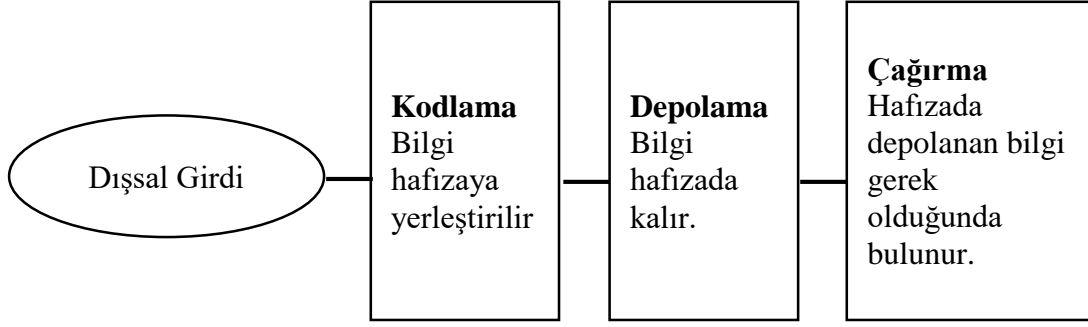 Dışsal Girdi
Kodlama
Bilgi
hafızaya
yerleştirilir
Depolama
Bilgi
hafızada
kalır.
Çağırma
Hafızada
depolanan bilgi
gerek
olduğunda
bulunur.